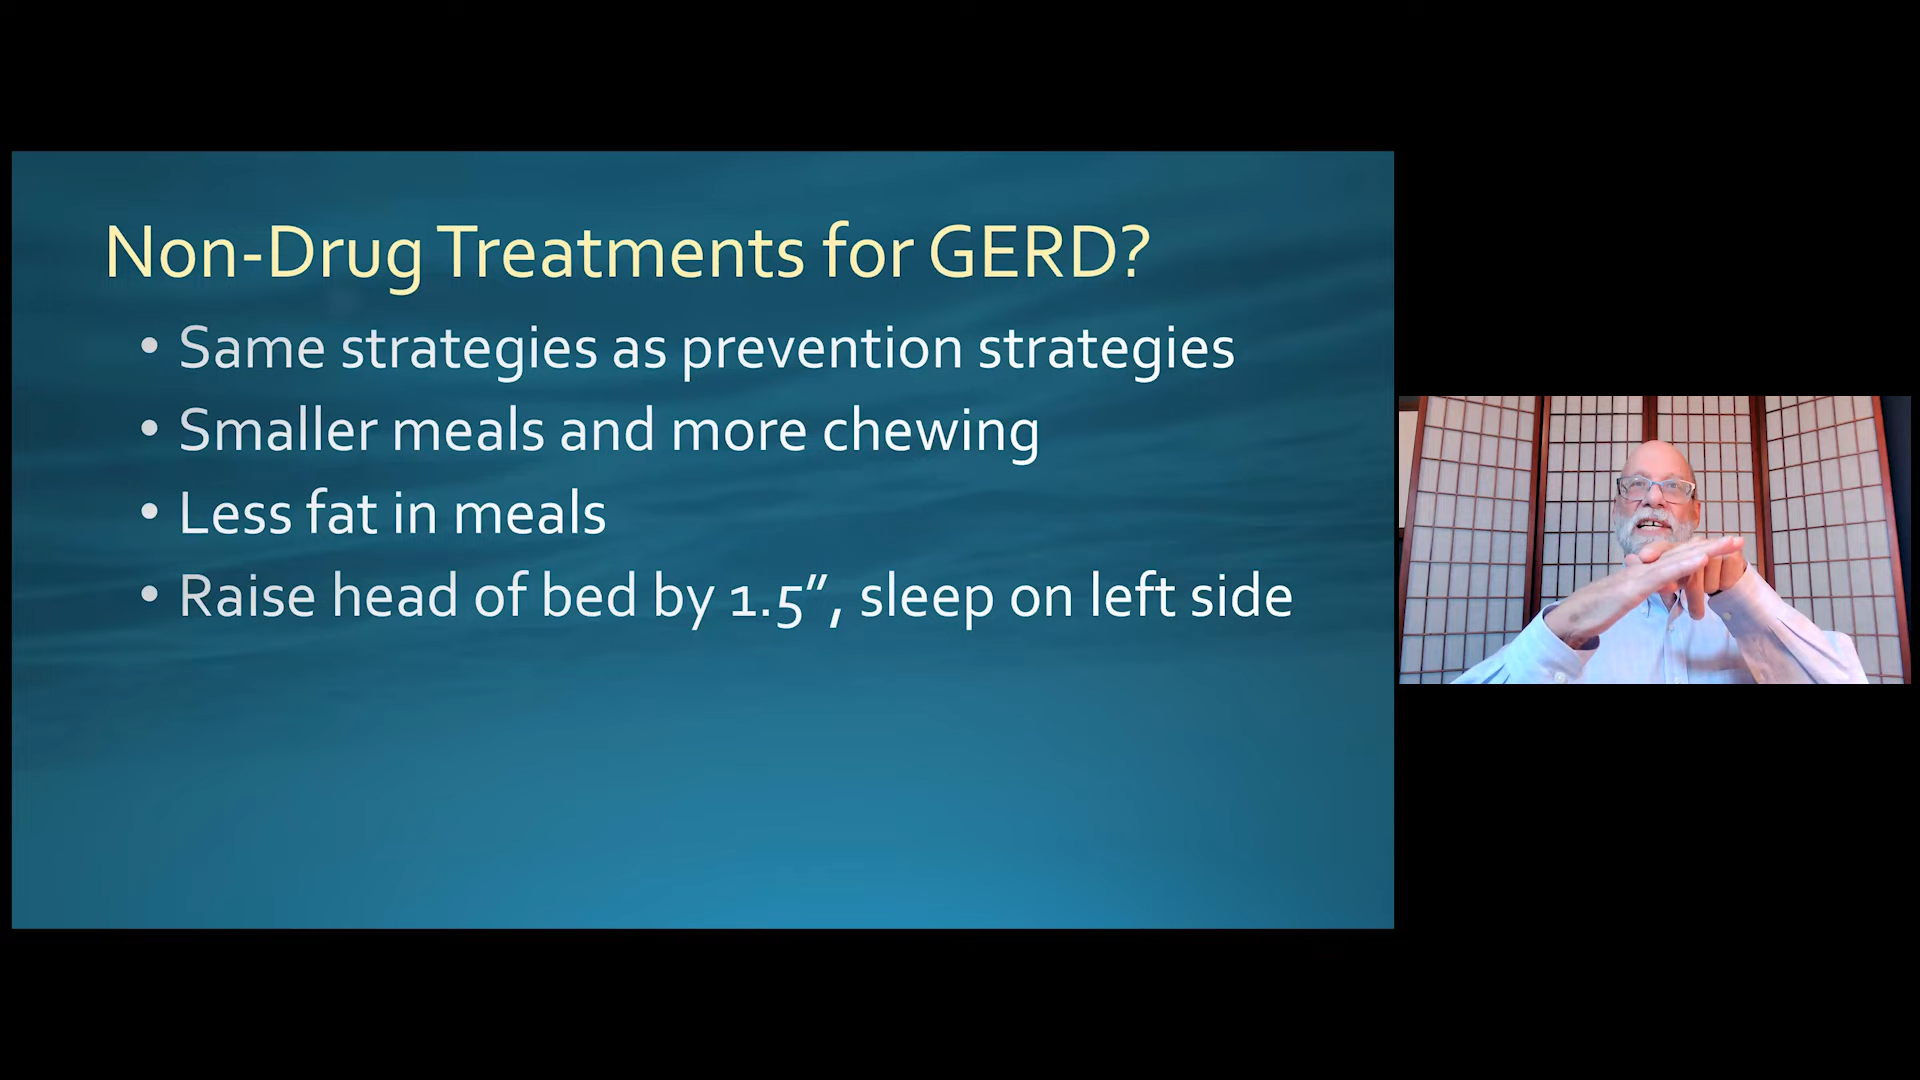 Non-Drug Treatments for GERD?
• Same strategies as prevention strategies
• Smaller meals and more chewing
• Less fat in meals
• Raise head of bed by 1.5”, sleep on left side